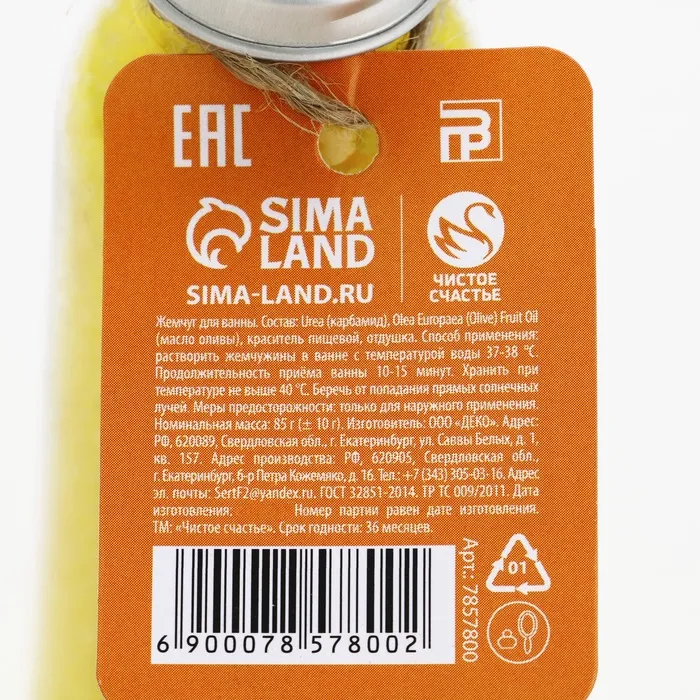 EAC
РП
SIMA
LAND
SIMA-LAND.RU
ЧИСТОЕ
СЧАСТЬЕ
Жемчуг для ванны. Состав: Urea (карбамид), Olea Europaea (Olive) Fruit Oil
(масло оливы), краситель пищевой, отдушка. Способ применения:
растворить жемчужины в ванне с температурой воды 37-38 °C.
Продолжительность приёма ванны 10-15 минут. Хранить при
температуре не выше 40 °C. Беречь от попадания прямых солнечных
лучей. Меры предосторожности: только для наружного применения.
Номинальная масса: 85 г (± 10 г). Изготовитель: ООО «ДЕКО». Адрес:
РФ, 620089, Свердловская обл., г. Екатеринбург, ул. Саввы Белых, д. 1,
кв. 157. Адрес производства: РФ, 620905, Свердловская обл.,
г. Екатеринбург, б-р Петра Кожемяко, д. 16. Тел.: +7 (343) 305-03-16. Адрес
эл. почты: SertF2@yandex.ru. ГОСТ 32851-2014. ТР ТС 009/2011. Дата
изготовления: Номер партии равен дате изготовления.
ТМ: «Чистое счастье». Срок годности: 36 месяцев.
6 900078 578002
Арт.: 7857800
01